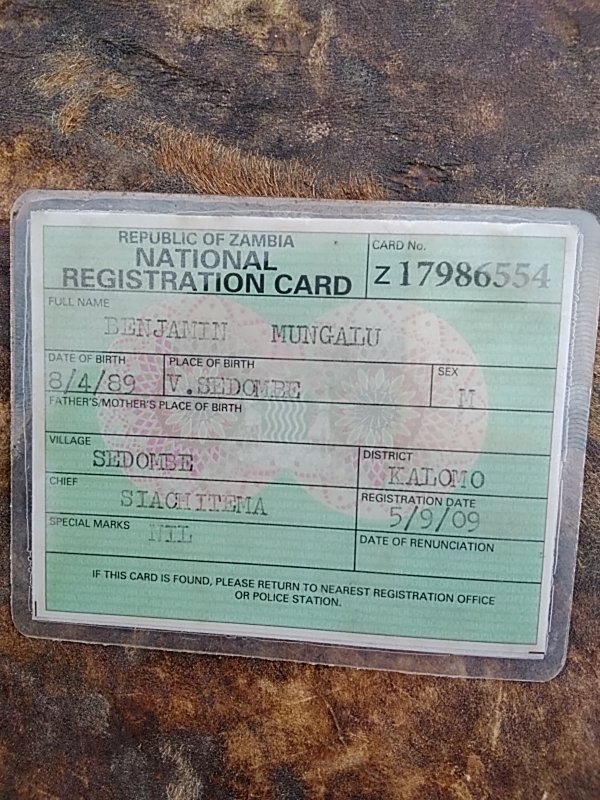 REPUBLIC OF ZAMBIA
NATIONAL
REGISTRATION CARD
CARD No.
Z 17986554
FULL NAME
BENJAMIN MUNGALU
DATE OF BIRTH
8/4/89
PLACE OF BIRTH
V.SEDOMBE
SEX
M
FATHER'S/MOTHER'S PLACE OF BIRTH
VILLAGE
SEDOMBE
DISTRICT
KALOMO
CHIEF
SIACHITEMA
REGISTRATION DATE
5/9/09
SPECIAL MARKS
NIL
DATE OF RENUNCIATION
IF THIS CARD IS FOUND, PLEASE RETURN TO NEAREST REGISTRATION OFFICE
OR POLICE STATION.